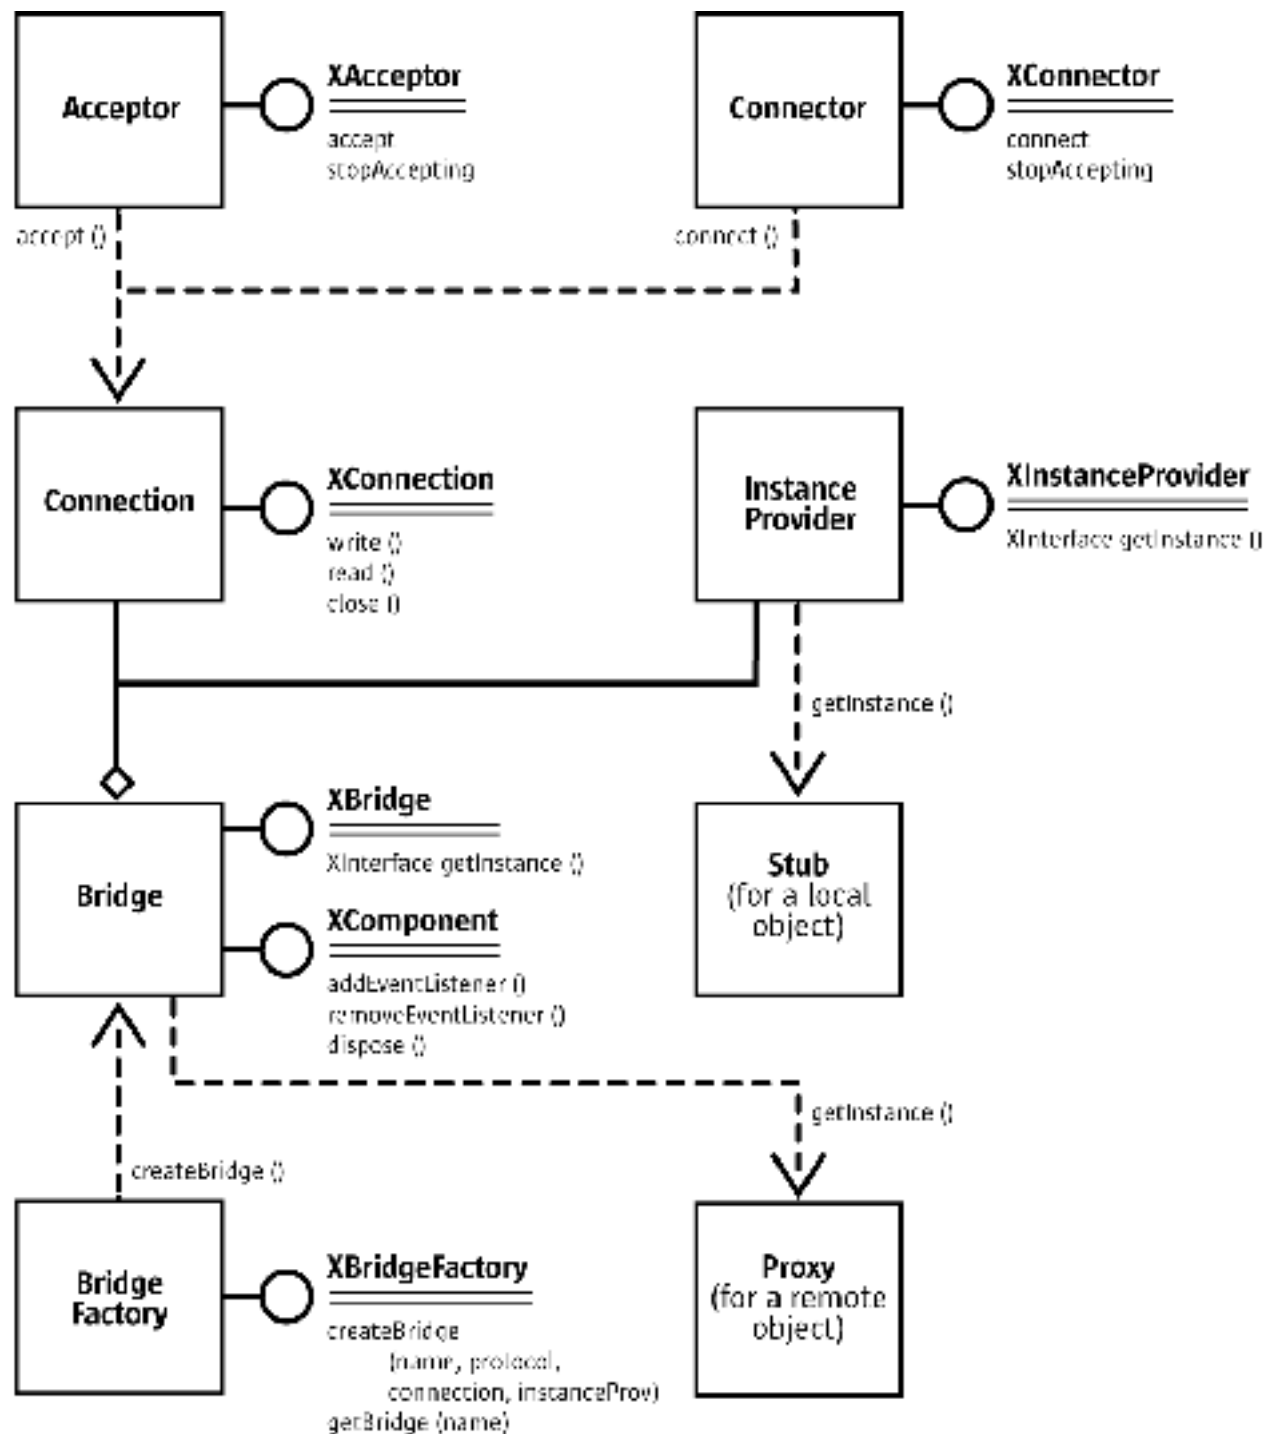 Acceptor
XAcceptor
accept
stopAccepting
accept ()
Connector
XConnector
connect
stopAccepting
connect ()
Connection
XConnection
write ()
read ()
close ()
Instance
Provider
XInstanceProvider
XInterface getInstance ()
getInstance ()
Bridge
XBridge
XInterface getInstance ()
XComponent
addEventListener ()
removeEventListener ()
dispose ()
Stub
(for a local
object)
createBridge ()
getInstance ()
Bridge
Factory
XBridgeFactory
createBridge
(name, protocol,
connection, instanceProv)
getBridge (name)
Proxy
(for a remote
object)